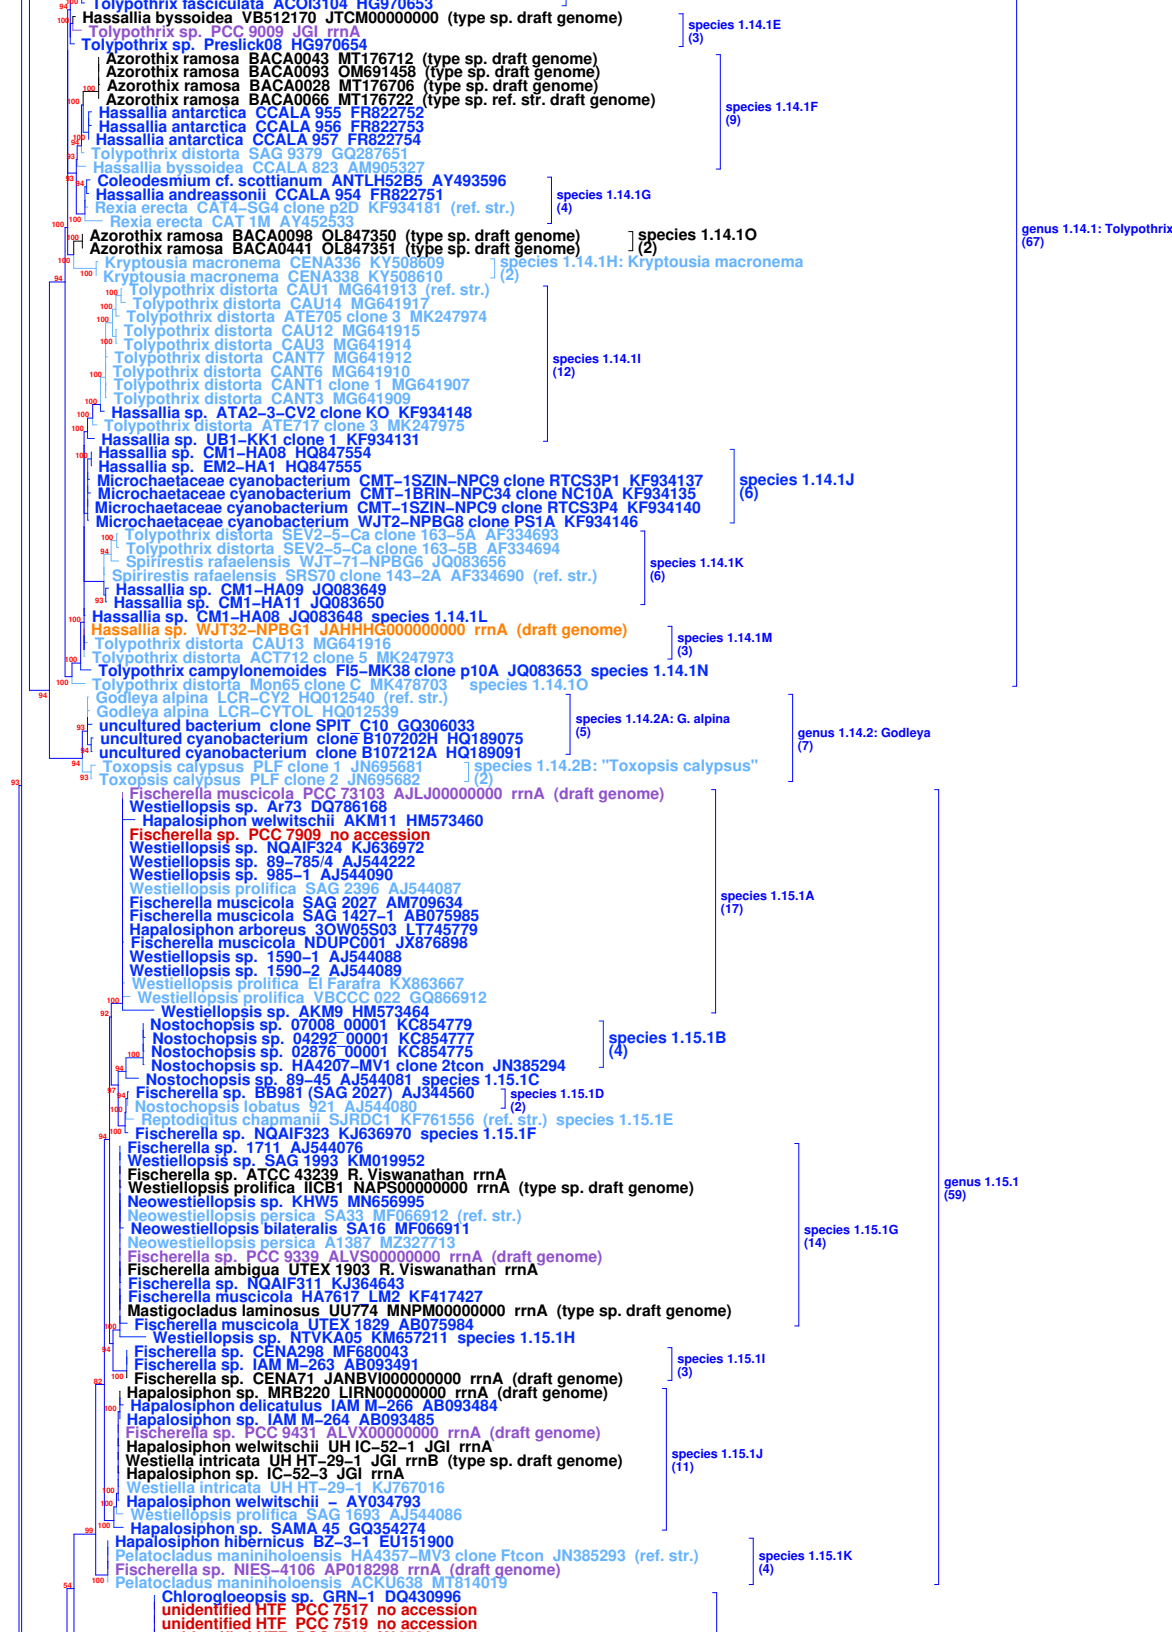 Tolypothrix fasciculata ACOI3104 HG970653
Hassallia byssoidea VB512170 JTCM00000000 (type sp. draft genome)
Tolypothrix sp. PCC 9009 JGI rrnA
Tolypothrix sp. Preslick08 HG970654
species 1.14.1E
(3)
Azorothix ramosa BACA0043 MT176712 (type sp. draft genome)
Azorothix ramosa BACA0093 OM691458 (type sp. draft genome)
Azorothix ramosa BACA0028 MT176706 (type sp. draft genome)
Azorothix ramosa BACA0066 MT176722 (type sp. ref. str. draft genome)
Hassallia antarctica CCALA 955 FR822752
Hassallia antarctica CCALA 956 FR822753
Hassallia antarctica CCALA 957 FR822754
Tolypothrix distorta SAG 9379 GQ287651
Hassallia byssoidea CCALA 823 AM905327
species 1.14.1F
(9)
Coleodesmium cf. scottianum ANTLH52B5 AY493596
Hassallia andreassonii CCALA 954 FR822751
Rexia erecta CAT4−SG4 clone p2D KF934181 (ref. str.)
Rexia erecta CAT 1M AY452533
species 1.14.1G
(4)
Azorothix ramosa BACA0098 OL847350 (type sp. draft genome)
Azorothix ramosa BACA0441 OL847351 (type sp. draft genome)
species 1.14.1O
(2)
genus 1.14.1: Tolypothrix
(67)
Kryptousia macronema CENA336 KY508609
Kryptousia macronema CENA338 KY508610
species 1.14.1H: Kryptousia macronema
(2)
Tolypothrix distorta CAU1 MG641913 (ref. str.)
Tolypothrix distorta CAU14 MG641917
Tolypothrix distorta ATE705 clone 3 MK247974
Tolypothrix distorta CAU12 MG641915
Tolypothrix distorta CAU3 MG641914
Tolypothrix distorta CANT7 MG641912
Tolypothrix distorta CANT6 MG641910
Tolypothrix distorta CANT1 clone 1 MG641907
Tolypothrix distorta CANT3 MG641909
Hassallia sp. ATA2−3−CV2 clone KO KF934148
Tolypothrix distorta ATE717 clone 3 MK247975
Hassallia sp. UB1−KK1 clone 1 KF934131
species 1.14.1I
(12)
Hassallia sp. CM1−HA08 HQ847554
Hassallia sp. EM2−HA1 HQ847555
Microchaetaceae cyanobacterium CMT−1SZIN−NPC9 clone RTCS3P1 KF934137
Microchaetaceae cyanobacterium CMT−1BRIN−NPC34 clone NC10A KF934135
Microchaetaceae cyanobacterium CMT−1SZIN−NPC9 clone RTCS3P4 KF934140
Microchaetaceae cyanobacterium WJT2−NPBG8 clone PS1A KF934146
species 1.14.1J
(6)
Tolypothrix distorta SEV2−5−Ca clone 163−5A AF334693
Tolypothrix distorta SEV2−5−Ca clone 163−5B AF334694
Spirirestis rafaelensis WJT−71−NPBG6 JQ083656
Spirirestis rafaelensis SRS70 clone 143−2A AF334690 (ref. str.)
Hassallia sp. CM1−HA09 JQ083649
Hassallia sp. CM1−HA11 JQ083650
species 1.14.1K
(6)
Hassallia sp. CM1−HA08 JQ083648 species 1.14.1L
Hassallia sp. WJT32−NPBG1 JAHHHG000000000 rrnA (draft genome)
Tolypothrix distorta CAU13 MG641916
Tolypothrix distorta ACT712 clone 5 MK247973
species 1.14.1M
(3)
Tolypothrix campylonemoides FI5−MK38 clone p10A JQ083653 species 1.14.1N
Tolypothrix distorta Mon65 clone C MK478703 species 1.14.1O
Godleya alpina LCR−CY2 HQ012540 (ref. str.)
Godleya alpina LCR−CYTOL HQ012539
uncultured bacterium clone SPIT_C10 GQ306033
uncultured cyanobacterium clone B107202H HQ189075
uncultured cyanobacterium clone B107212A HQ189091
species 1.14.2A: G. alpina
(5)
genus 1.14.2: Godleya
(7)
Toxopsis calypsus PLF clone 1 JN695681
Toxopsis calypsus PLF clone 2 JN695682
species 1.14.2B: "Toxopsis calypsus"
(2)
Fischerella muscicola PCC 73103 AJLJ00000000 rrnA (draft genome)
Westiellopsis sp. Ar73 DQ786168
Hapalosiphon welwitschii AKM11 HM573460
Fischerella sp. PCC 7909 no accession
Westiellopsis sp. NQAIF324 KJ636972
Westiellopsis sp. 89−785/4 AJ544222
Westiellopsis sp. 985−1 AJ544090
Westiellopsis prolifica SAG 2396 AJ544087
Fischerella muscicola SAG 2027 AM709634
Fischerella muscicola SAG 1427−1 AB075985
Hapalosiphon arboreus 3OW05S03 LT745779
Fischerella muscicola NDUPC001 JX876898
Westiellopsis sp. 1590−1 AJ544088
Westiellopsis sp. 1590−2 AJ544089
Westiellopsis prolifica El Farafra KX863667
Westiellopsis prolifica VBCCC 022 GQ866912
Westiellopsis sp. AKM9 HM573464
species 1.15.1A
(17)
Nostochopsis sp. 07008_00001 KC854779
Nostochopsis sp. 04292_00001 KC854777
Nostochopsis sp. 02876_00001 KC854775
Nostochopsis sp. HA4207−MV1 clone 2tcon JN385294
species 1.15.1B
(4)
Nostochopsis sp. 89−45 AJ544081 species 1.15.1C
Fischerella sp. BB981 (SAG 2027) AJ344560
Nostochopsis lobatus 921 AJ544080
species 1.15.1D
(2)
Reptodigitus chapmanii SJRDC1 KF761556 (ref. str.) species 1.15.1E
Fischerella sp. NQAIF323 KJ636970 species 1.15.1F
Fischerella sp. 1711 AJ544076
Westiellopsis sp. SAG 1993 KM019952
Fischerella sp. ATCC 43239 R. Viswanathan rrnA
Westiellopsis prolifica IICB1 NAPS00000000 rrnA (type sp. draft genome)
Neowestiellopsis sp. KHW5 MN656995
Neowestiellopsis persica SA33 MF066912 (ref. str.)
Neowestiellopsis bilateralis SA16 MF066911
Neowestiellopsis persica A1387 MZ327713
Fischerella sp. PCC 9339 ALVS00000000 rrnA (draft genome)
Fischerella ambigua UTEX 1903 R. Viswanathan rrnA
Fischerella sp. NQAIF311 KJ364643
Fischerella muscicola HA7617_LM2 KF417427
Mastigocladus laminosus UU774 MNPM00000000 rrnA (type sp. draft genome)
Fischerella muscicola UTEX 1829 AB075984
species 1.15.1G
(14)
genus 1.15.1
(59)
Westiellopsis sp. NTVKA05 KM657211 species 1.15.1H
Fischerella sp. CENA298 MF680043
Fischerella sp. IAM M−263 AB093491
Fischerella sp. CENA71 JANBVI000000000 rrnA (draft genome)
species 1.15.1I
(3)
Hapalosiphon sp. MRB220 LIRN00000000 rrnA (draft genome)
Hapalosiphon delicatulus IAM M−266 AB093484
Hapalosiphon sp. IAM M−264 AB093485
Fischerella sp. PCC 9431 ALVX00000000 rrnA (draft genome)
Hapalosiphon welwitschii UH IC−52−1 JGI rrnA
Westiella intricata UH HT−29−1 JGI rrnB (type sp. draft genome)
Hapalosiphon sp. IC−52−3 JGI rrnA
Westiella intricata UH HT−29−1 KJ767016
Hapalosiphon welwitschii − AY034793
Westiellopsis prolifica SAG 1693 AJ544086
Hapalosiphon sp. SAMA 45 GQ354274
species 1.15.1J
(11)
Hapalosiphon hibernicus BZ−3−1 EU151900
Pelatocladus maniniholoensis HA4357−MV3 clone Ftcon JN385293 (ref. str.)
Fischerella sp. NIES−4106 AP018298 rrnA (draft genome)
Pelatocladus maniniholoensis ACKU638 MT814019
species 1.15.1K
(4)
Chlorogloeopsis sp. GRN−1 DQ430996
unidentified HTF PCC 7517 no accession
unidentified HTF PCC 7519 no accession